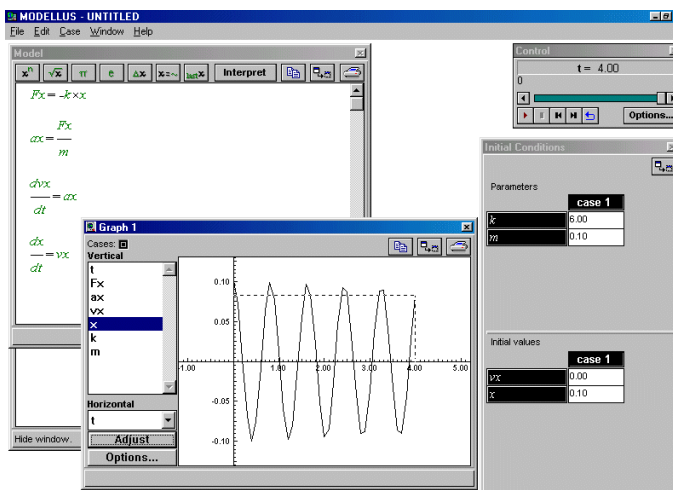 MODELLUS - UNTITLED
File Edit Case Window Help
Model
xⁿ √x π e Δx x=~ lastx Interpret
Fx = -k×x
ax = Fx
m
dvx = ax
dt
dx = vx
dt
Hide window.
Control
t = 4.00
0
Options...
Initial Conditions
Parameters
case 1
k 6.00
m 0.10
Initial values
case 1
vx 0.00
x 0.10
Graph 1
Cases:
Vertical
t
Fx
ax
vx
x
k
m
Horizontal
t
Adjust
Options...
0.10
0.05
-1.00 1.00 2.00 3.00 4.00 5.00
-0.05
-0.10